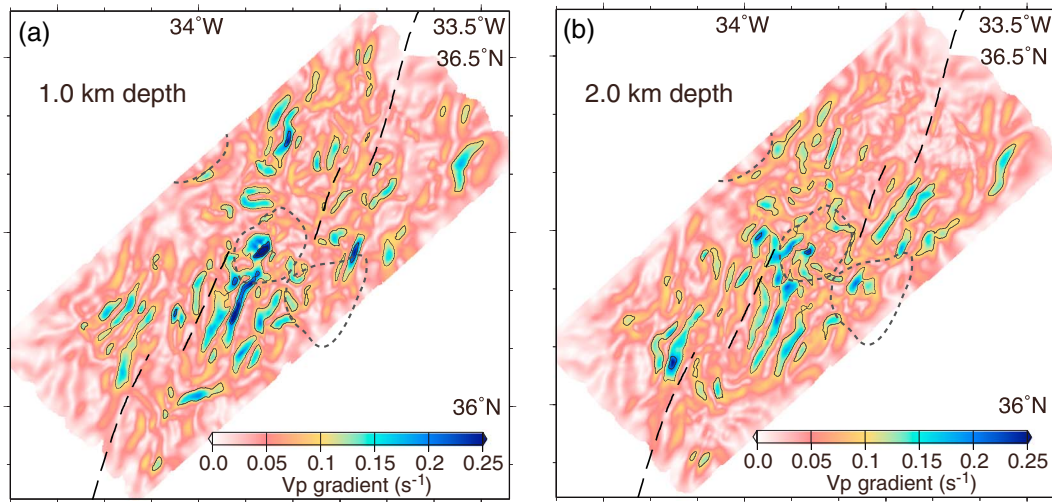 (a)
34˚W
33.5˚W
36.5˚N
1.0 km depth
36˚N
0.0 0.05 0.1 0.15 0.2 0.25
Vp gradient (s-1)
(b)
34˚W
33.5˚W
36.5˚N
2.0 km depth
36˚N
0.0 0.05 0.1 0.15 0.2 0.25
Vp gradient (s-1)